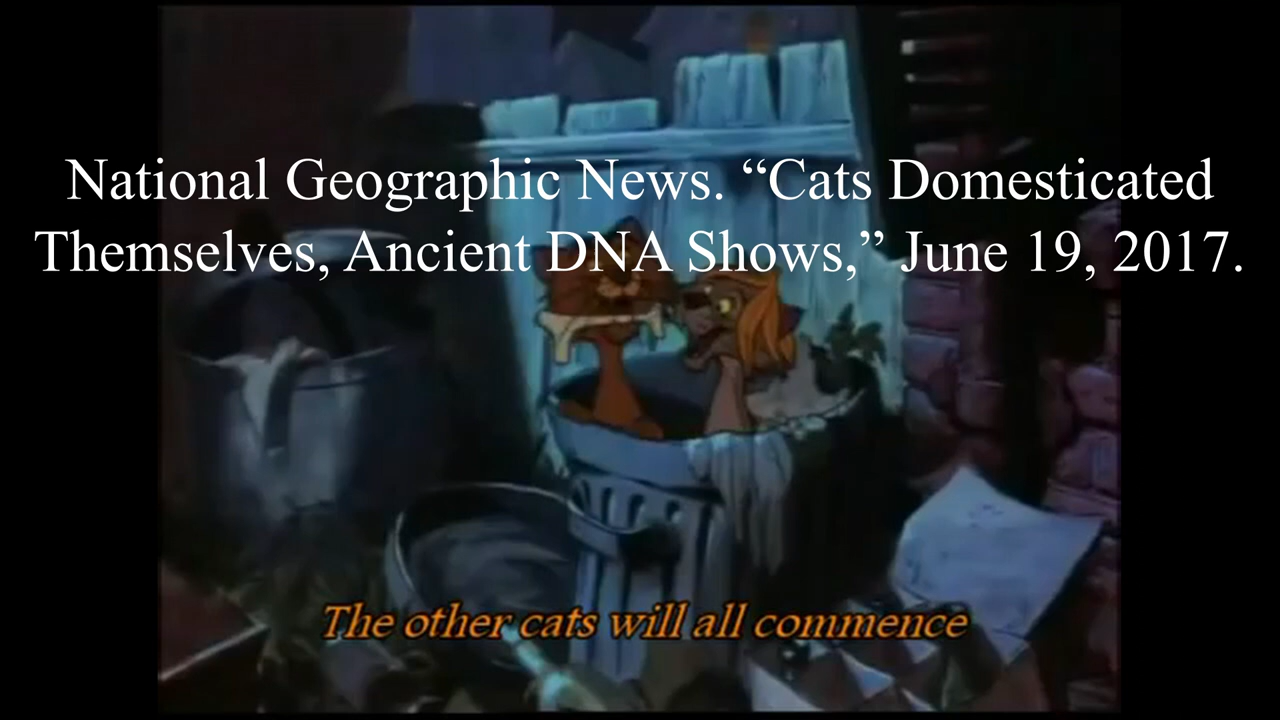 National Geographic News. “Cats Domesticated
Themselves, Ancient DNA Shows,” June 19, 2017.
The other cats will all commence